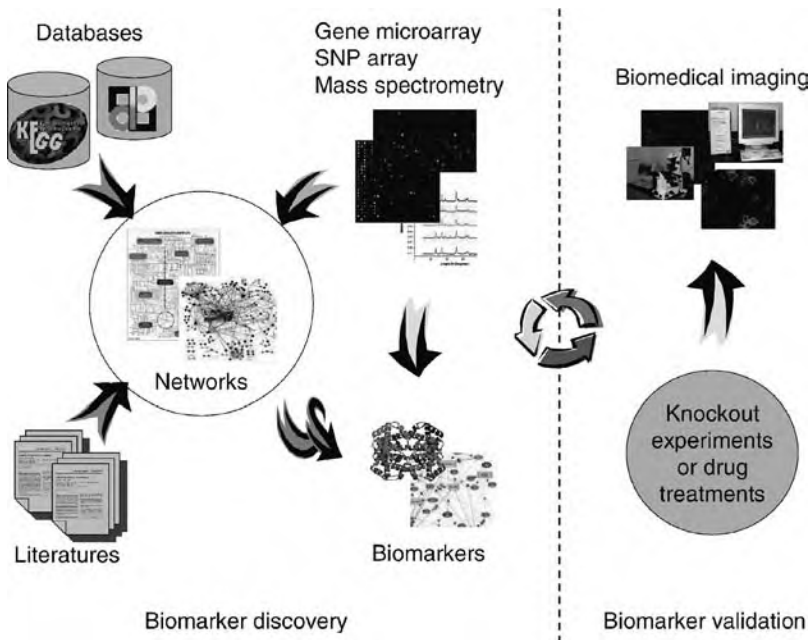 Databases
KEGG
Gene microarray
SNP array
Mass spectrometry
Biomedical imaging
Networks
Literatures
Biomarkers
Knockout
experiments
or drug
treatments
Biomarker discovery
Biomarker validation